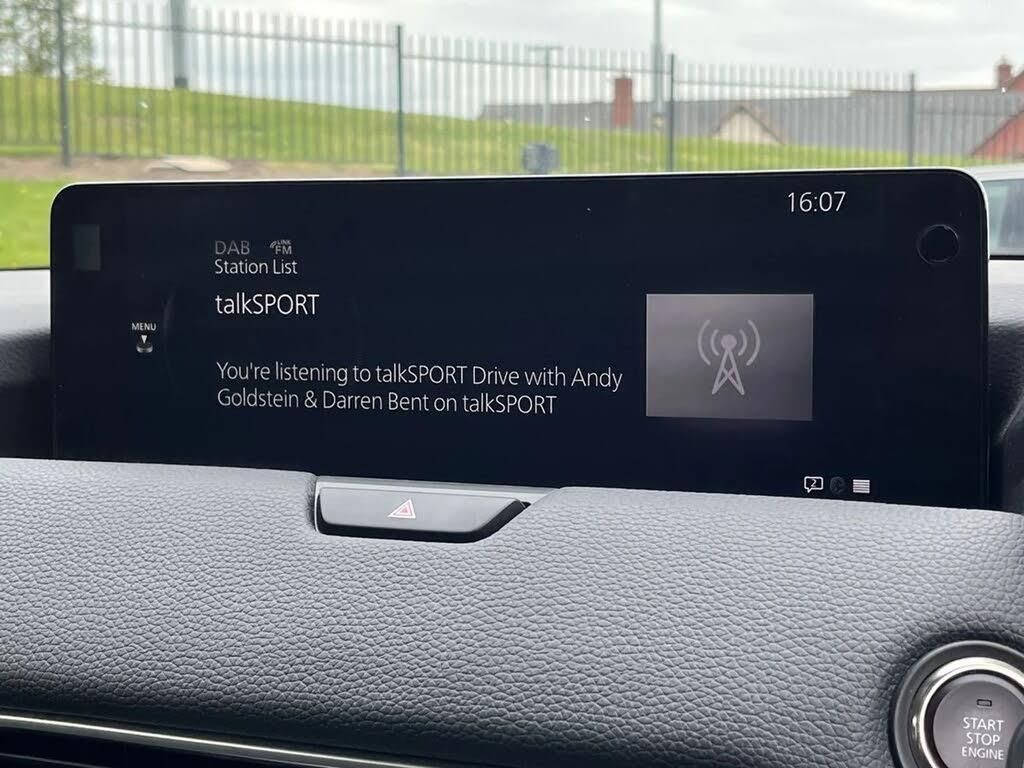 16:07
DAB LINK FM
Station List
talkSPORT
MENU
You're listening to talkSPORT Drive with Andy
Goldstein & Darren Bent on talkSPORT
2
START
STOP
ENGINE